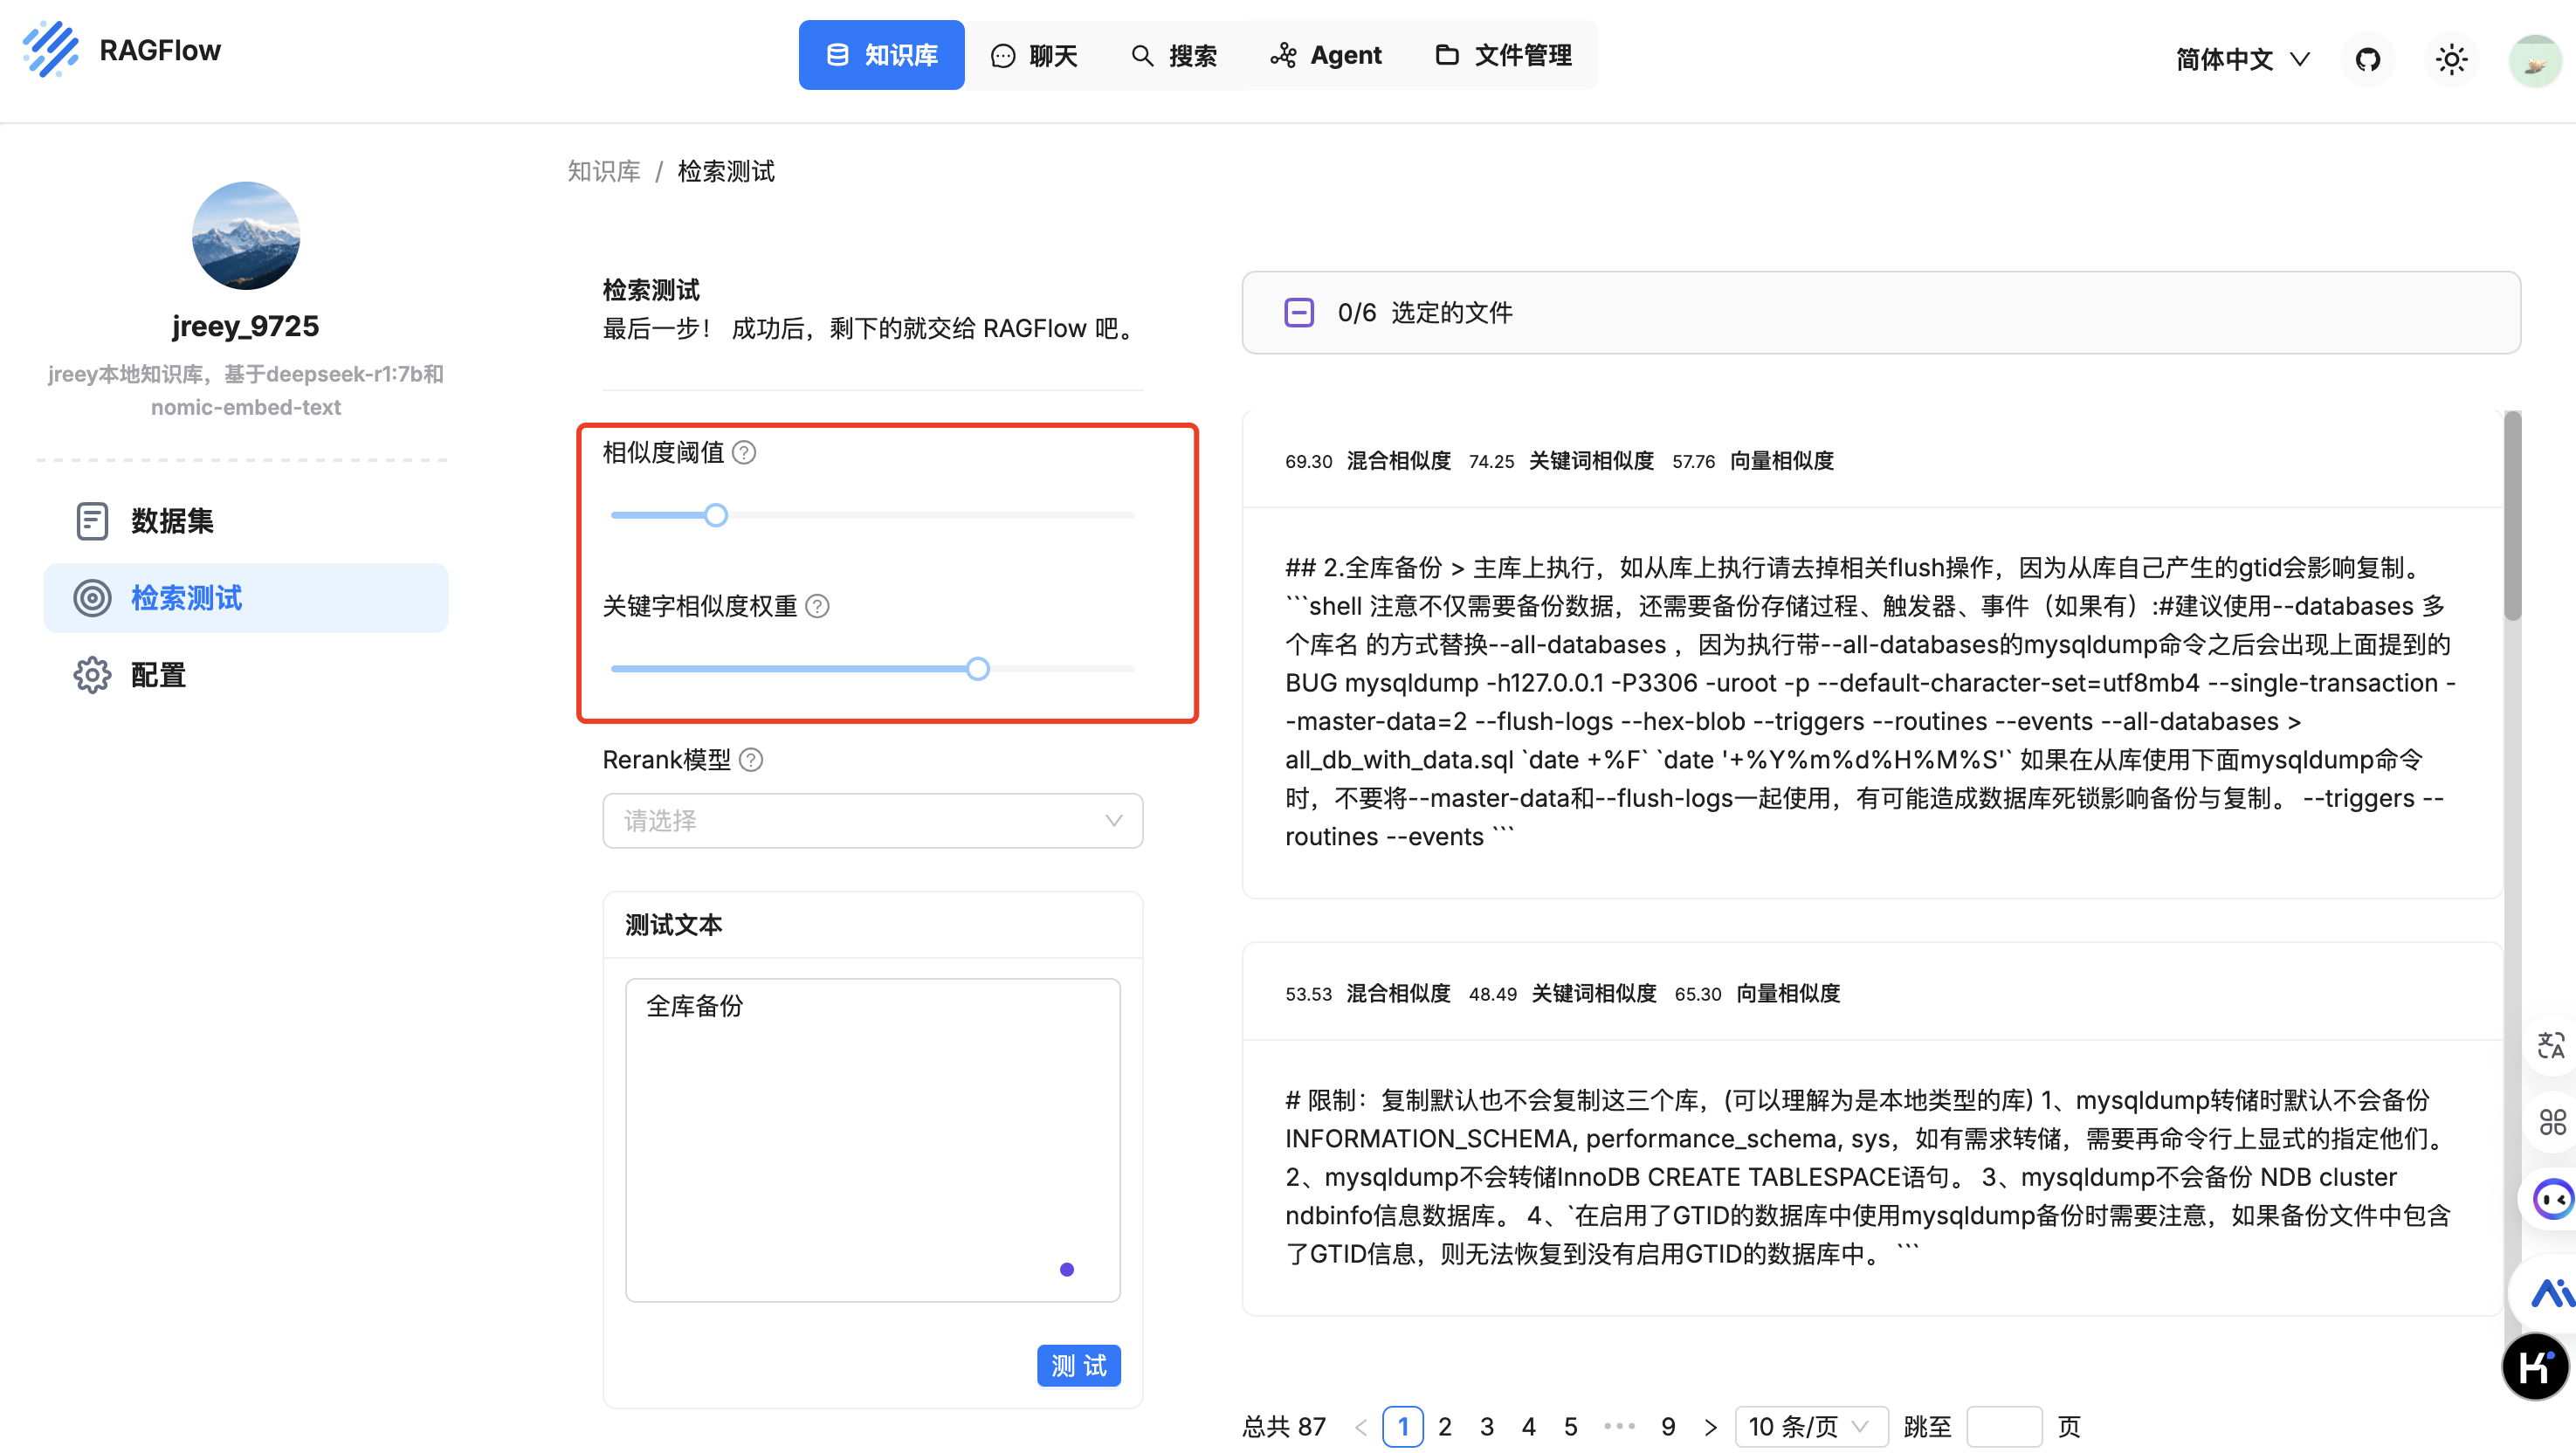 RAGFlow
知识库
聊天
搜索
Agent
文件管理
简体中文
jreey_9725
jreey本地知识库，基于deepseek-r1:7b和
nomic-embed-text
数据集
检索测试
配置
知识库 / 检索测试
检索测试
最后一步！ 成功后，剩下的就交给 RAGFlow 吧。
相似度阈值
关键字相似度权重
Rerank模型
请选择
测试文本
全库备份
测 试
0/6 选定的文件
69.30 混合相似度 74.25 关键词相似度 57.76 向量相似度
## 2.全库备份 > 主库上执行，如从库上执行请去掉相关flush操作，因为从库自己产生的gtid会影响复制。
```shell 注意不仅需要备份数据，还需要备份存储过程、触发器、事件（如果有）:#建议使用--databases 多
个库名 的方式替换--all-databases ，因为执行带--all-databases的mysqldump命令之后会出现上面提到的
BUG mysqldump -h127.0.0.1 -P3306 -uroot -p --default-character-set=utf8mb4 --single-transaction -
-master-data=2 --flush-logs --hex-blob --triggers --routines --events --all-databases >
all_db_with_data.sql `date +%F` `date '+%Y%m%d%H%M%S'` 如果在从库使用下面mysqldump命令
时，不要将--master-data和--flush-logs一起使用，有可能造成数据库死锁影响备份与复制。 --triggers --
routines --events ```
53.53 混合相似度 48.49 关键词相似度 65.30 向量相似度
# 限制：复制默认也不会复制这三个库，(可以理解为是本地类型的库) 1、mysqldump转储时默认不会备份
INFORMATION_SCHEMA, performance_schema, sys，如有需求转储，需要再命令行上显式的指定他们。
2、mysqldump不会转储InnoDB CREATE TABLESPACE语句。 3、mysqldump不会备份 NDB cluster
ndbinfo信息数据库。 4、`在启用了GTID的数据库中使用mysqldump备份时需要注意，如果备份文件中包含
了GTID信息，则无法恢复到没有启用GTID的数据库中。 ```
总共 87 < 1 2 3 4 5 ••• 9 > 10 条/页 跳至 页